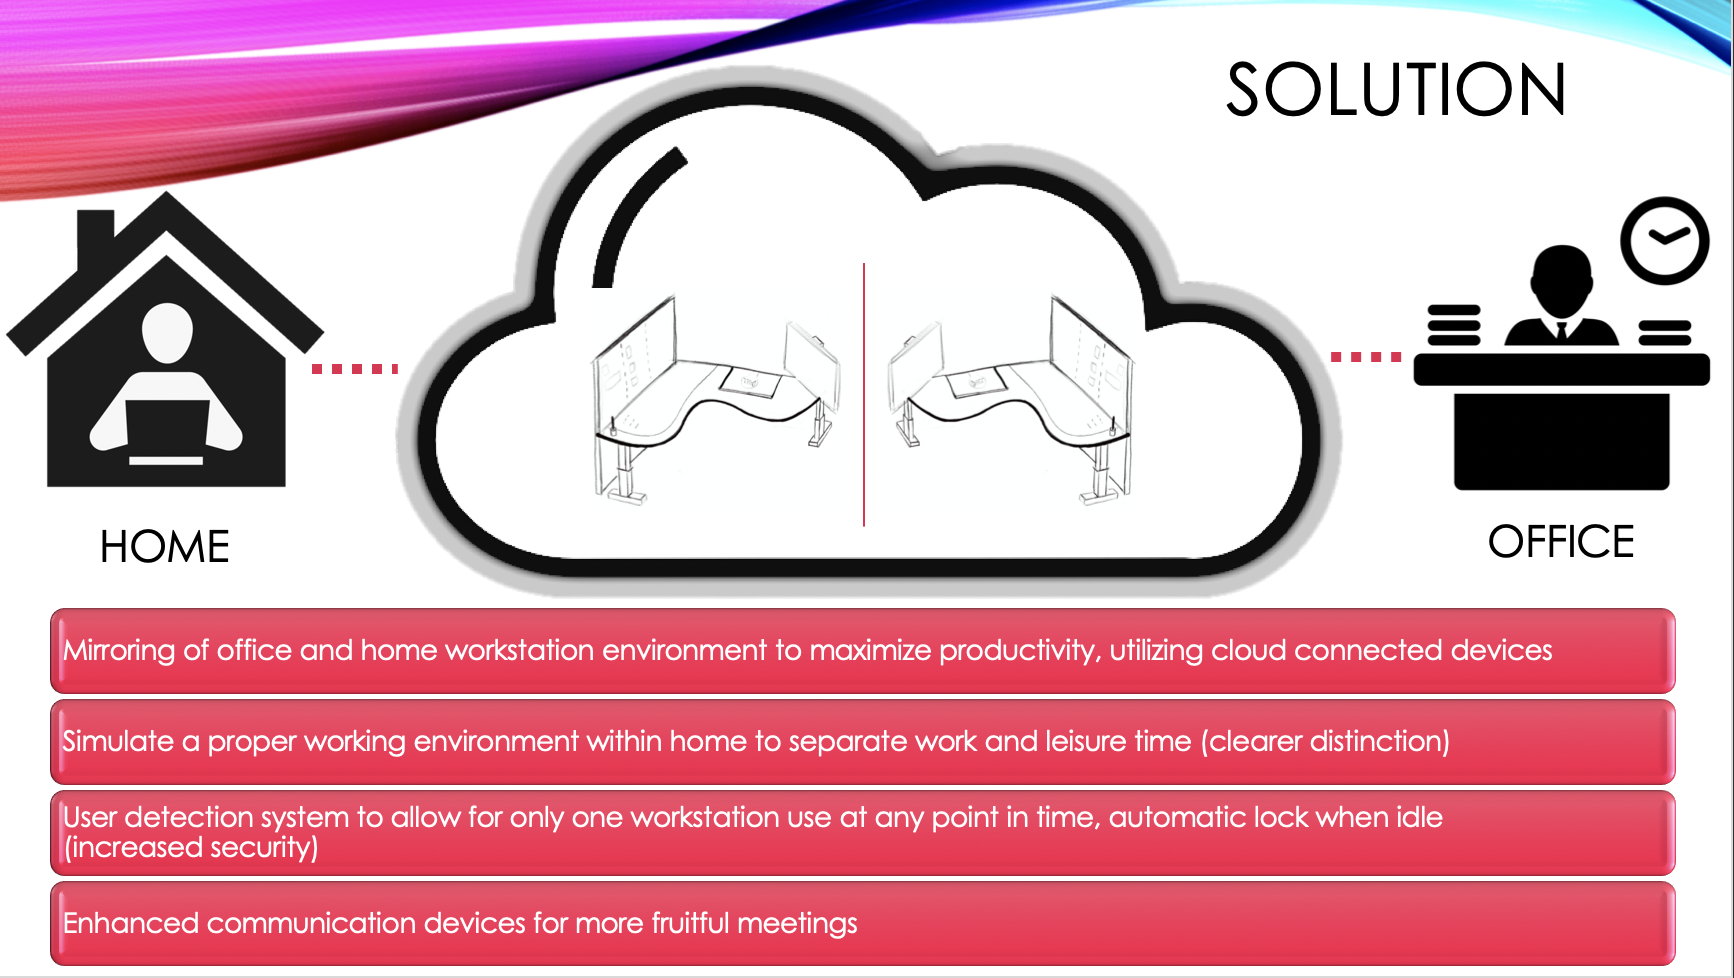 SOLUTION
HOME
OFFICE
Mirroring of office and home workstation environment to maximize productivity, utilizing cloud connected devices
Simulate a proper working environment within home to separate work and leisure time (clearer distinction)
User detection system to allow for only one workstation use at any point in time, automatic lock when idle
(increased security)
Enhanced communication devices for more fruitful meetings